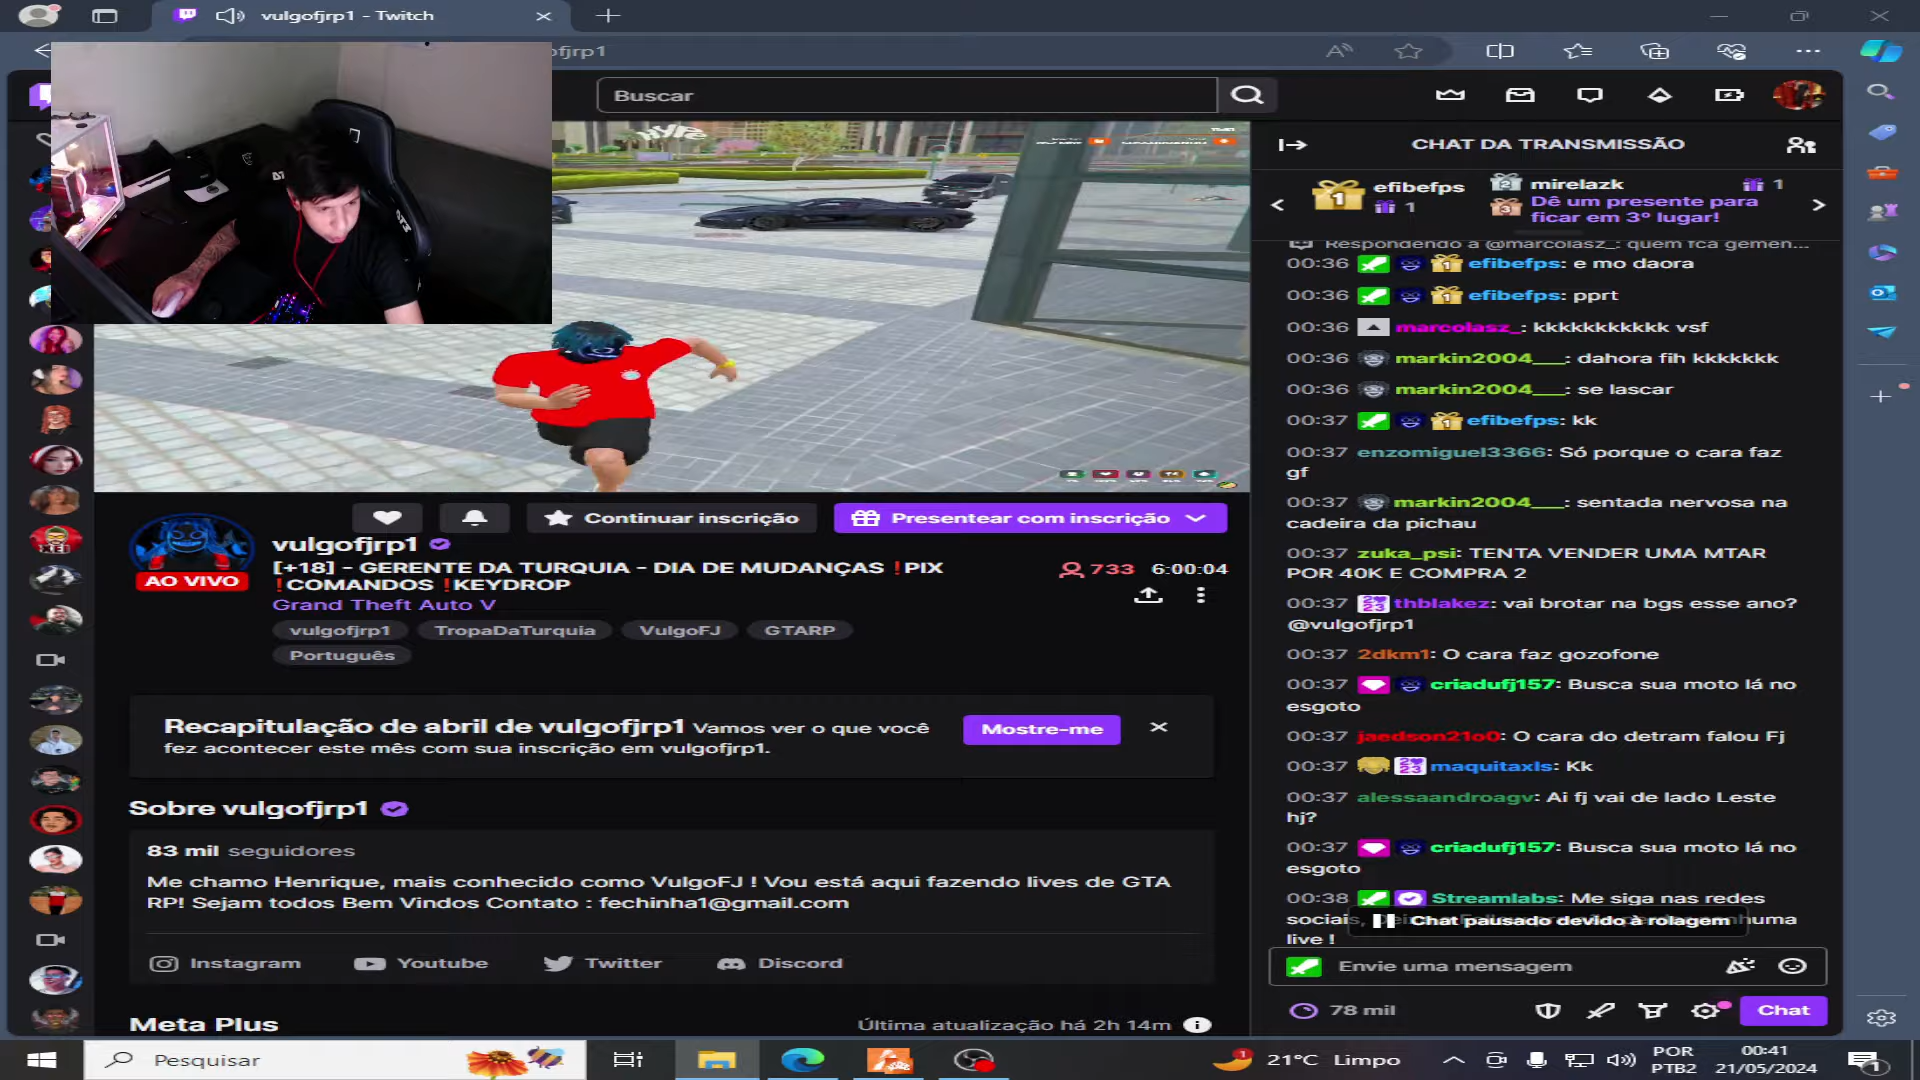 vulgofjrp1 - Twitch
ofjrp1
Buscar
CHAT DA TRANSMISSÃO
efibefps
1
mirelazk
1
Dê um presente para
ficar em 3º lugar!
Respondendo a @marcolasz_: quem fca gemen...
00:36 efibefps: e mo daora
00:36 efibefps: pprt
00:36 marcolasz_: kkkkkkkkkkk vsf
00:36 markin2004___: dahora fih kkkkkkk
00:36 markin2004___: se lascar
00:37 efibefps: kk
00:37 enzomiguel3366: Só porque o cara faz
gf
00:37 markin2004___: sentada nervosa na
cadeira da pichau
00:37 zuka_psi: TENTA VENDER UMA MTAR
POR 40K E COMPRA 2
00:37 thblakez: vai brotar na bgs esse ano?
@vulgofjrp1
00:37 2dkm1: O cara faz gozofone
00:37 criadufj157: Busca sua moto lá no
esgoto
00:37 jaedson21o0: O cara do detram falou Fj
00:37 maquitaxls: Kk
00:37 alessaandroagv: Ai fj vai de lado Leste
hj?
00:37 criadufj157: Busca sua moto lá no
esgoto
00:38 Streamlabs: Me siga nas redes
sociais,
Chat pausado devido à rolagem
live !
Envie uma mensagem
78 mil
Chat
Continuar inscrição
Presentear com inscrição
vulgofjrp1
AO VIVO
[+18] - GERENTE DA TURQUIA - DIA DE MUDANÇAS ❗PIX
❗COMANDOS ❗KEYDROP
Grand Theft Auto V
733
6:00:04
vulgofjrp1
TropaDaTurquia
VulgoFJ
GTARP
Português
Recapitulação de abril de vulgofjrp1 Vamos ver o que você
fez acontecer este mês com sua inscrição em vulgofjrp1.
Mostre-me
Sobre vulgofjrp1
83 mil seguidores
Me chamo Henrique, mais conhecido como VulgoFJ ! Vou está aqui fazendo lives de GTA
RP! Sejam todos Bem Vindos Contato : fechinha1@gmail.com
Instagram
Youtube
Twitter
Discord
Meta Plus
Última atualização há 2h 14m
Pesquisar
1
21°C Limpo
POR
PTB2
00:41
21/05/2024
1